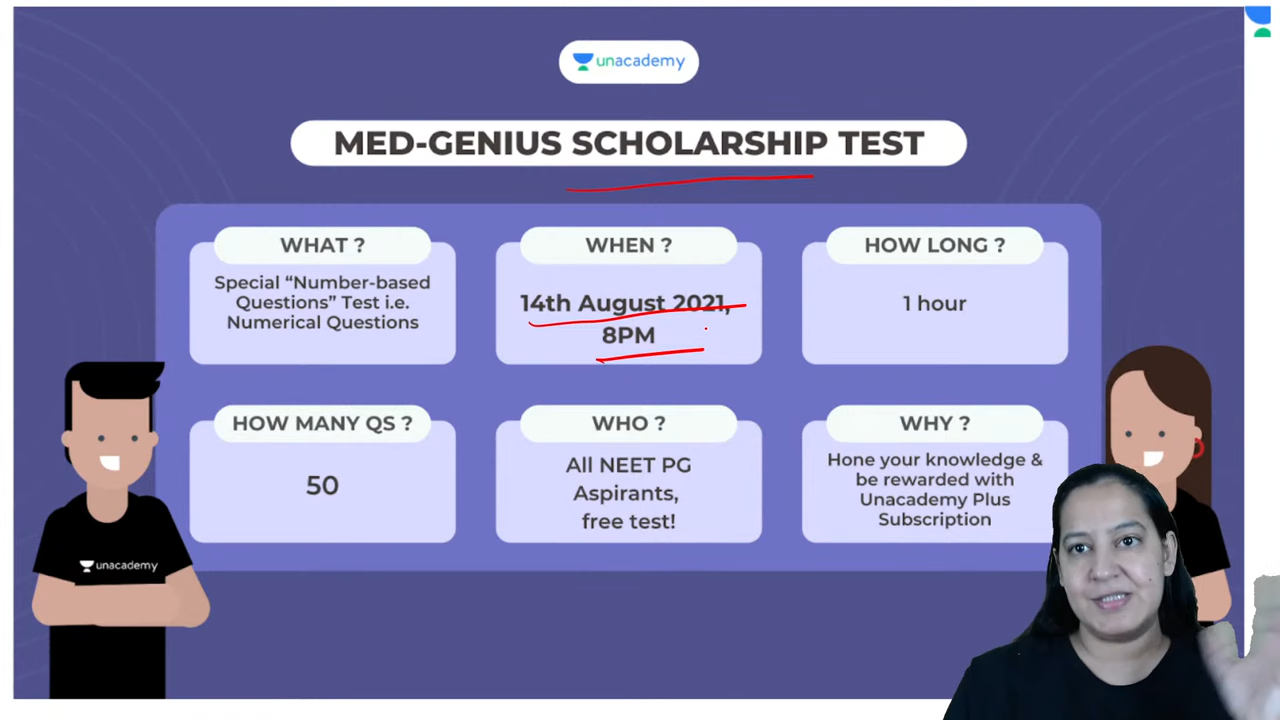 unacademy
MED-GENIUS SCHOLARSHIP TEST
WHAT ?
Special “Number-based
Questions” Test i.e.
Numerical Questions
WHEN ?
14th August 2021,
8PM
HOW LONG ?
1 hour
HOW MANY QS ?
50
WHO ?
All NEET PG
Aspirants,
free test!
WHY ?
Hone your knowledge &
be rewarded with
Unacademy Plus
Subscription
unacademy